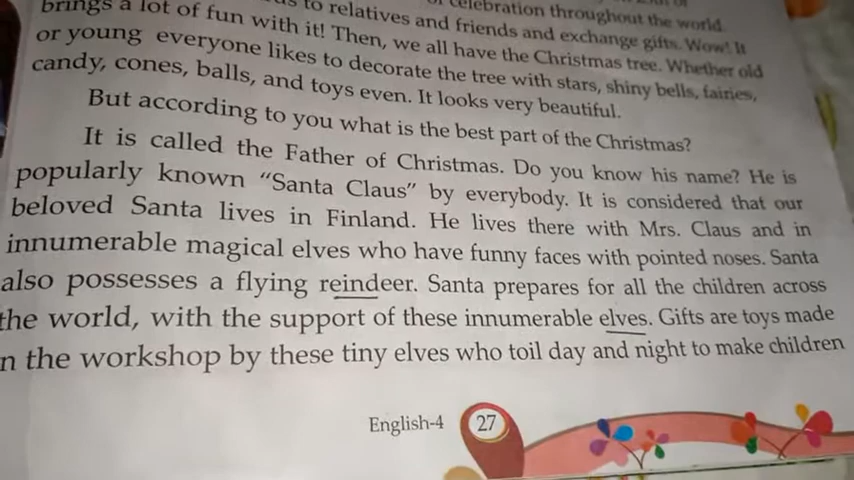 celebration throughout the world.
to relatives and friends and exchange gifts. Wow! It
brings a lot of fun with it! Then, we all have the Christmas tree. Whether old
or young everyone likes to decorate the tree with stars, shiny bells, fairies,
candy, cones, balls, and toys even. It looks very beautiful.
But according to you what is the best part of the Christmas?
It is called the Father of Christmas. Do you know his name? He is
popularly known “Santa Claus” by everybody. It is considered that our
beloved Santa lives in Finland. He lives there with Mrs. Claus and in
innumerable magical elves who have funny faces with pointed noses. Santa
also possesses a flying reindeer. Santa prepares for all the children across
the world, with the support of these innumerable elves. Gifts are toys made
n the workshop by these tiny elves who toil day and night to make children
English-4 27